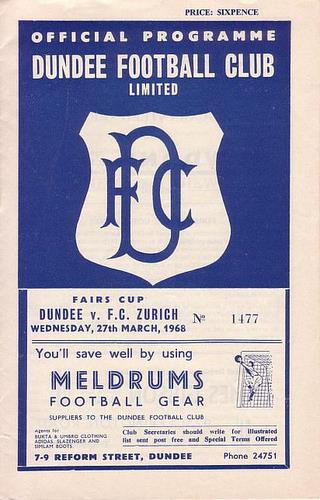 PRICE: SIXPENCE
OFFICIAL PROGRAMME
DUNDEE FOOTBALL CLUB
LIMITED
DFC
FAIRS CUP
DUNDEE v. F.C. ZURICH
WEDNESDAY, 27th MARCH, 1968
No 1477
You'll save well by using
MELDRUMS
FOOTBALL GEAR
SUPPLIERS TO THE DUNDEE FOOTBALL CLUB
Agents for
BUKTA & UMBRO CLOTHING
ADIDAS, SLAZENGER AND
SIMLAM BOOTS
Club Secretaries should write for illustrated
list sent post free and Special Terms Offered
7-9 REFORM STREET, DUNDEE Phone 24751